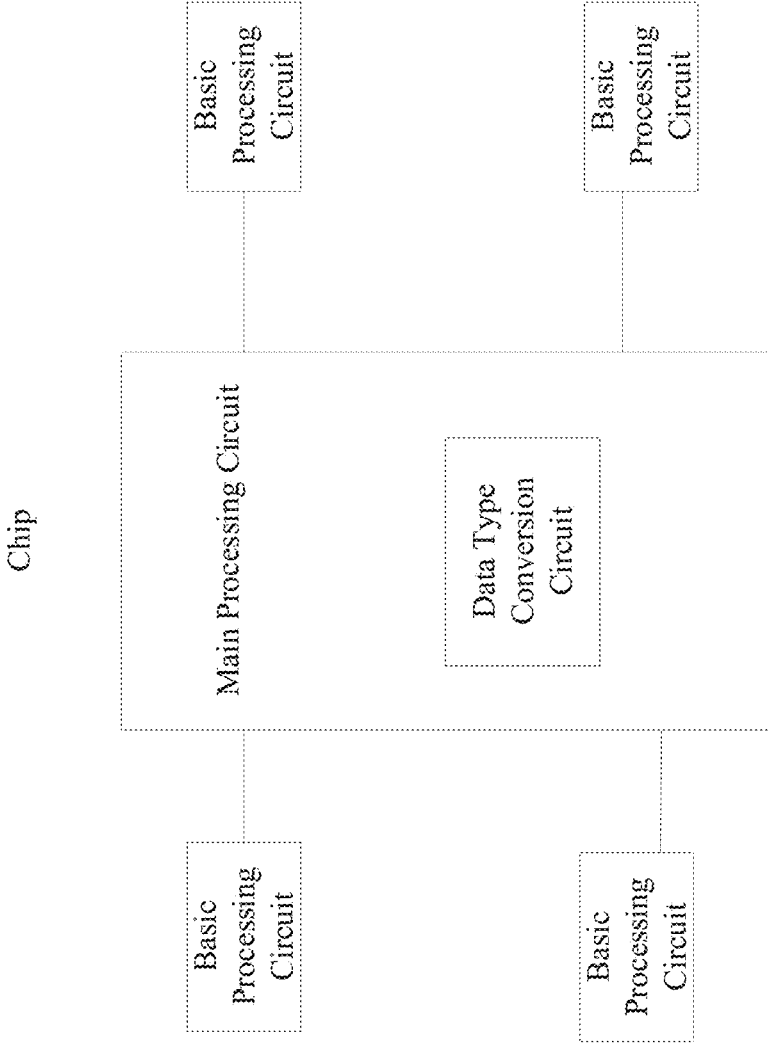 Chip
Basic
Processing
Circuit
Main Processing Circuit
Basic
Processing
Circuit
Basic
Processing
Circuit
Data Type
Conversion
Circuit
Basic
Processing
Circuit